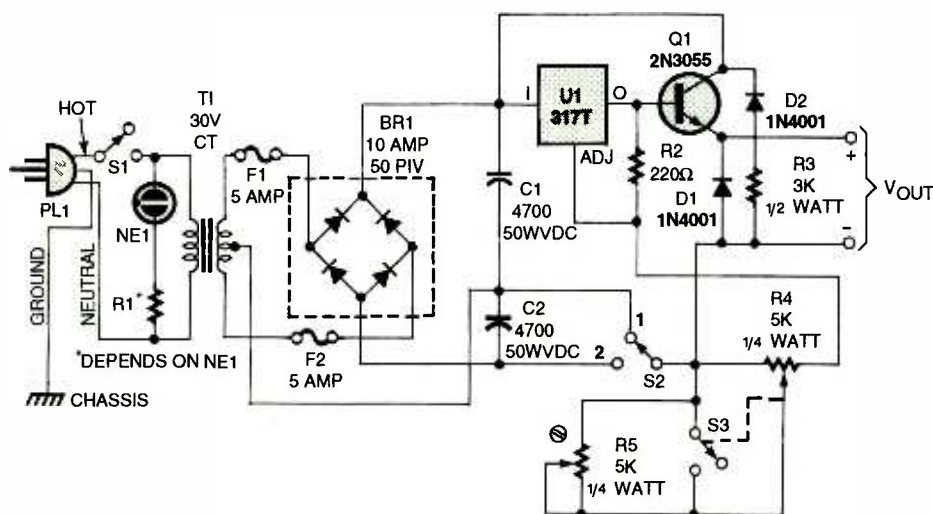 HOT
S1
PL1
GROUND
NEUTRAL
NE1
R1*
*DEPENDS ON NE1
CHASSIS
TI
30V
CT
F1
5 AMP
F2
5 AMP
BR1
10 AMP
50 PIV
C1
4700
50WVDC
C2
4700
50WVDC
I
U1
317T
O
ADJ
Q1
2N3055
R2
220Ω
D1
1N4001
D2
1N4001
R3
3K
1/2 WATT
+
-
VOUT
1
2
S2
R4
5K
1/4 WATT
S3
R5
5K
1/4 WATT